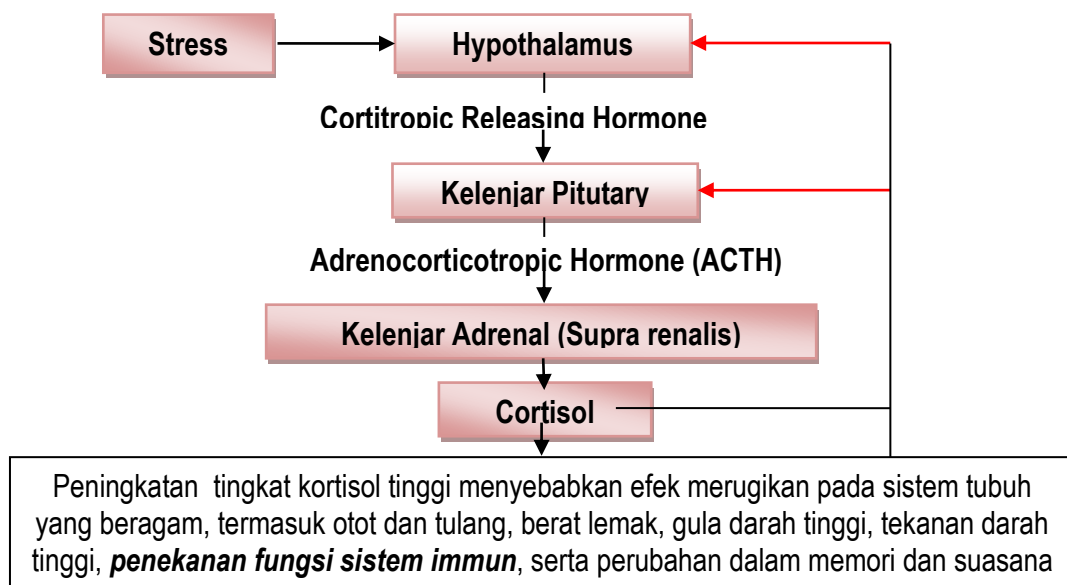 Stress
Hypothalamus
Cortitropic Releasing Hormone
Kelenjar Pitutary
Adrenocorticotropic Hormone (ACTH)
Kelenjar Adrenal (Supra renalis)
Cortisol
Peningkatan tingkat kortisol tinggi menyebabkan efek merugikan pada sistem tubuh
yang beragam, termasuk otot dan tulang, berat lemak, gula darah tinggi, tekanan darah
tinggi, penekanan fungsi sistem immun, serta perubahan dalam memori dan suasana